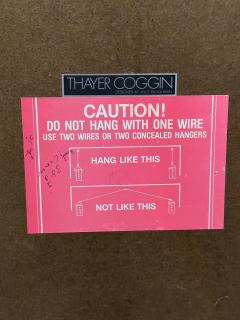 THAYER COGGIN
DESIGNED BY MILO BAUGHMAN
CAUTION!
DO NOT HANG WITH ONE WIRE
USE TWO WIRES OR TWO CONCEALED HANGERS
HANG LIKE THIS
NOT LIKE THIS